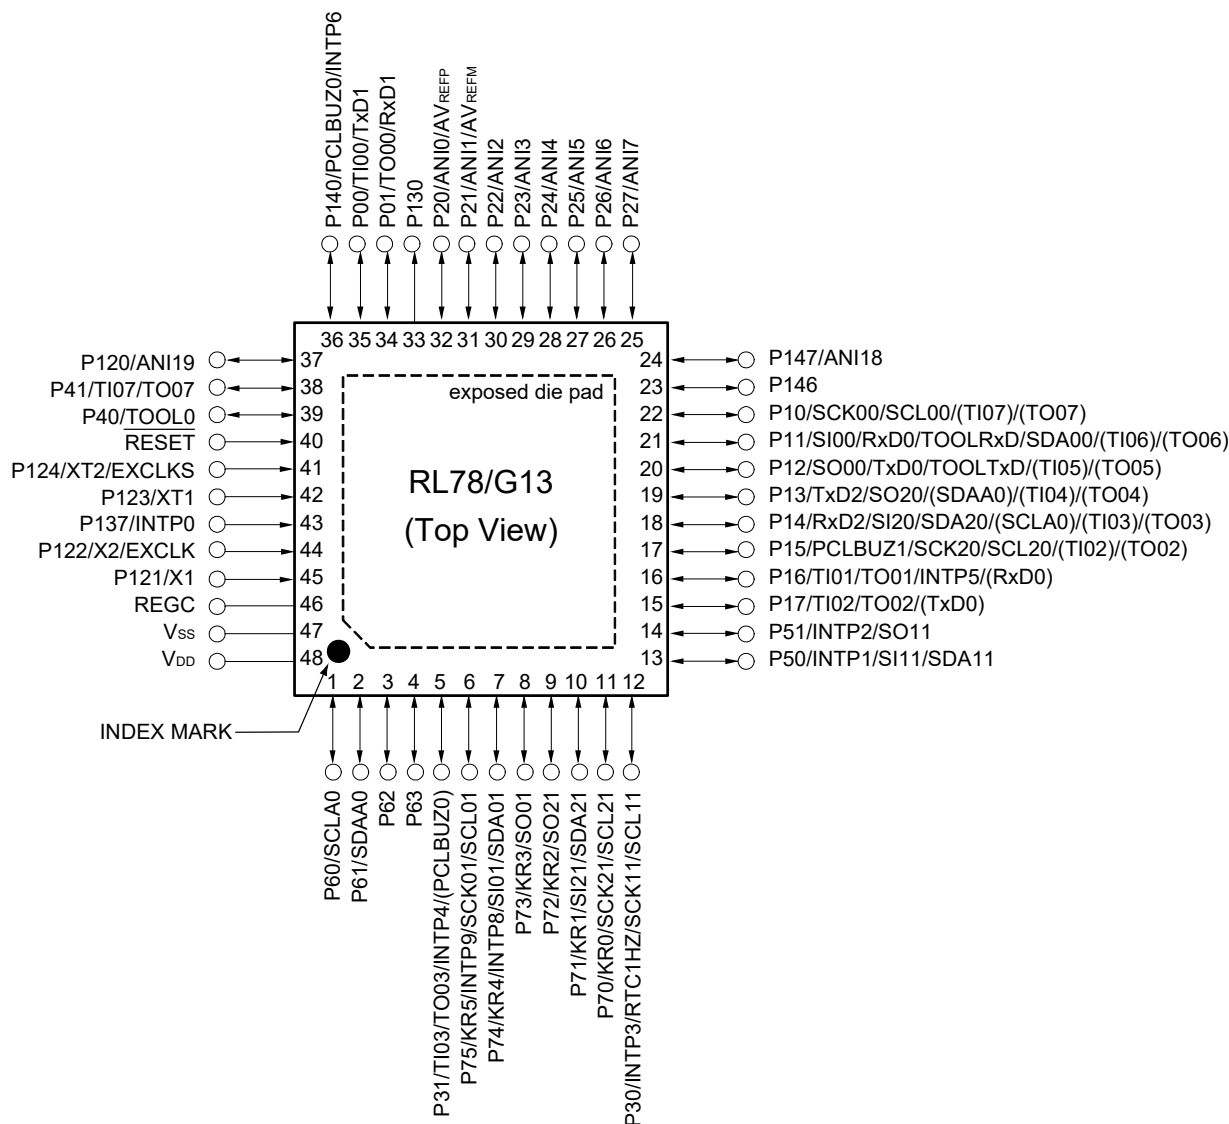 P140/PCLBUZ0/INTP6
P00/TI00/TxD1
P01/TO00/RxD1
P130
P20/ANI0/AVREFP
P21/ANI1/AVREFM
P22/ANI2
P23/ANI3
P24/ANI4
P25/ANI5
P26/ANI6
P27/ANI7
36 35 34 33 32 31 30 29 28 27 26 25
P120/ANI19 37
P41/TI07/TO07 38
P40/TOOL0 39
RESET 40
P124/XT2/EXCLKS 41
P123/XT1 42
P137/INTP0 43
P122/X2/EXCLK 44
P121/X1 45
REGC 46
VSS 47
VDD 48
exposed die pad
RL78/G13
(Top View)
24 P147/ANI18
23 P146
22 P10/SCK00/SCL00/(TI07)/(TO07)
21 P11/SI00/RxD0/TOOLRxD/SDA00/(TI06)/(TO06)
20 P12/SO00/TxD0/TOOLTxD/(TI05)/(TO05)
19 P13/TxD2/SO20/(SDAA0)/(TI04)/(TO04)
18 P14/RxD2/SI20/SDA20/(SCLA0)/(TI03)/(TO03)
17 P15/PCLBUZ1/SCK20/SCL20/(TI02)/(TO02)
16 P16/TI01/TO01/INTP5/(RxD0)
15 P17/TI02/TO02/(TxD0)
14 P51/INTP2/SO11
13 P50/INTP1/SI11/SDA11
1 2 3 4 5 6 7 8 9 10 11 12
INDEX MARK
P60/SCLA0
P61/SDAA0
P62
P63
P31/TI03/TO03/INTP4/(PCLBUZ0)
P75/KR5/INTP9/SCK01/SCL01
P74/KR4/INTP8/SI01/SDA01
P73/KR3/SO01
P72/KR2/SO21
P71/KR1/SI21/SDA21
P70/KR0/SCK21/SCL21
P30/INTP3/RTC1HZ/SCK11/SCL11